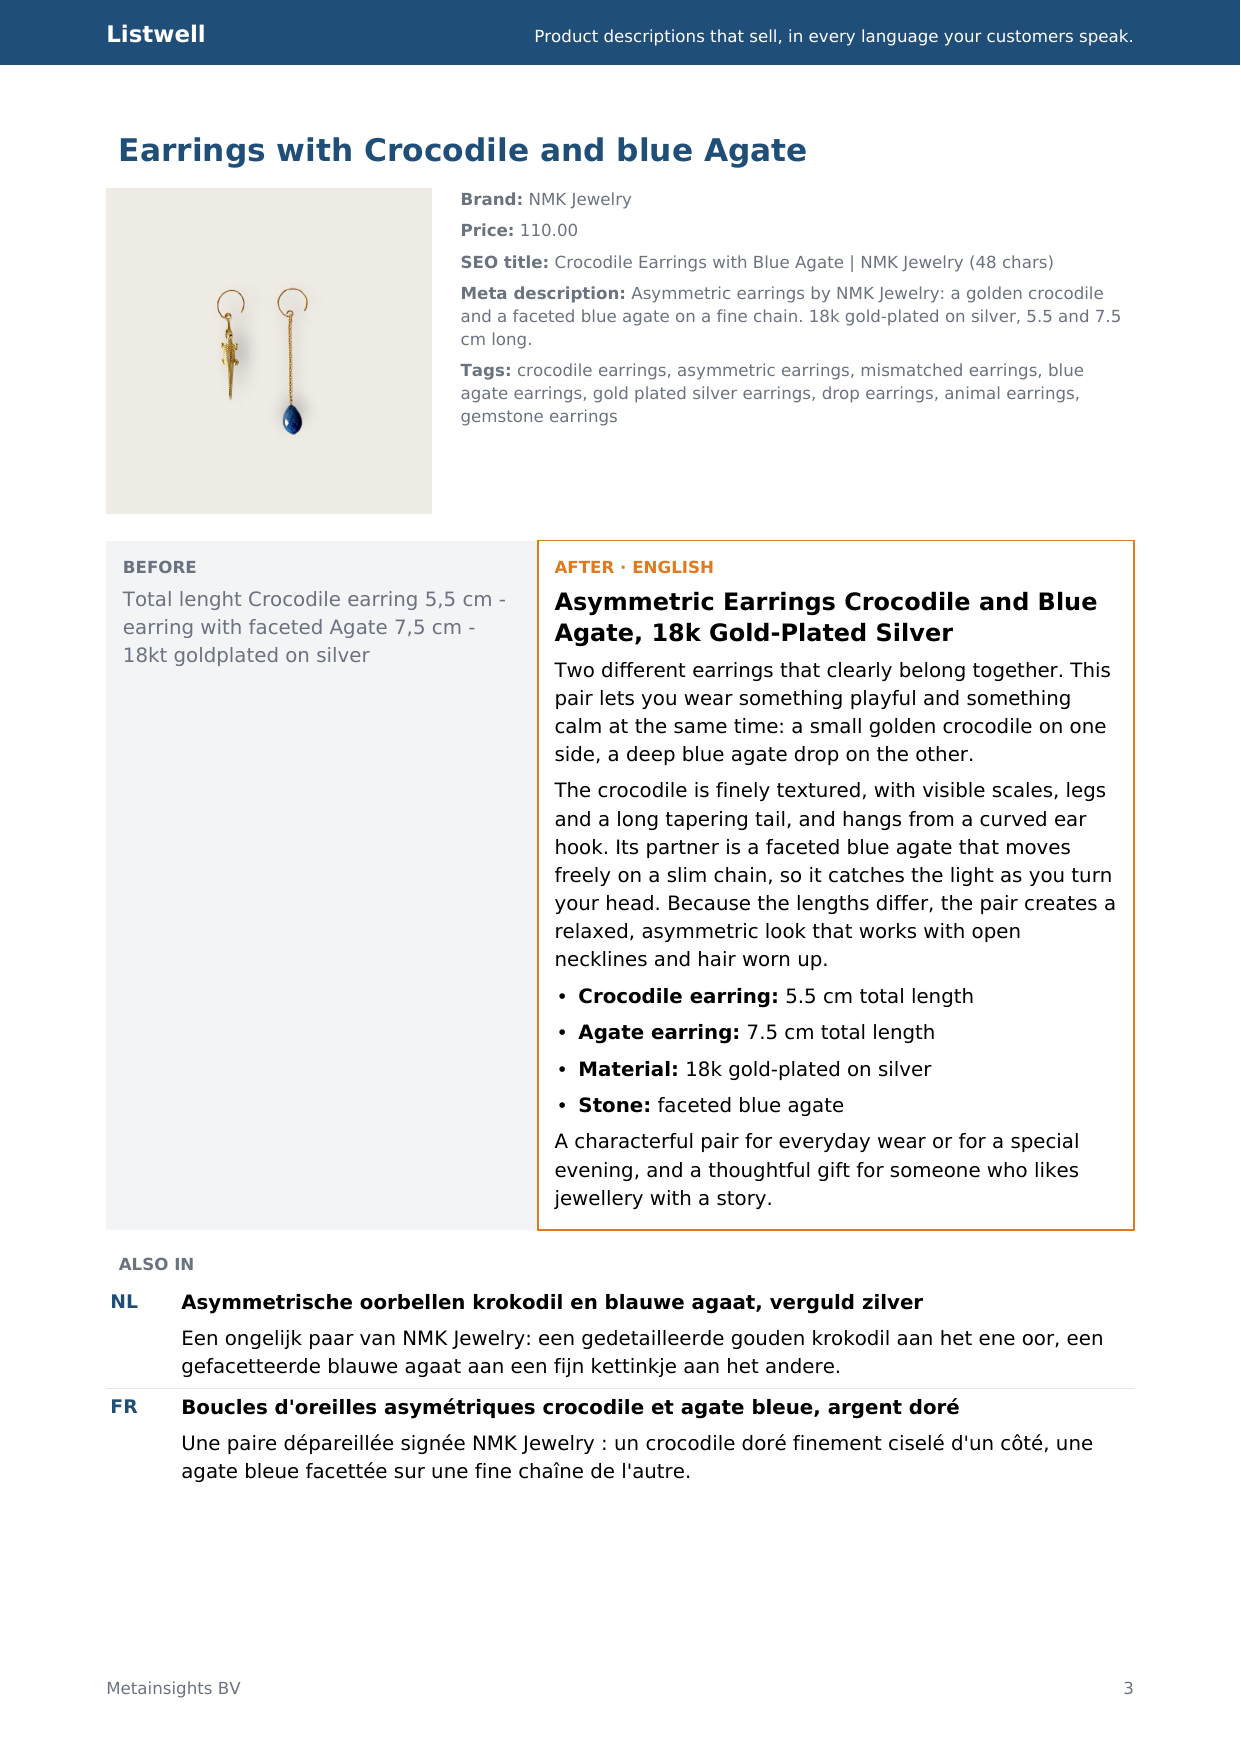 Listwell
Product descriptions that sell, in every language your customers speak.
Earrings with Crocodile and blue Agate
Brand: NMK Jewelry
Price: 110.00
SEO title: Crocodile Earrings with Blue Agate | NMK Jewelry (48 chars)
Meta description: Asymmetric earrings by NMK Jewelry: a golden crocodile
and a faceted blue agate on a fine chain. 18k gold-plated on silver, 5.5 and 7.5
cm long.
Tags: crocodile earrings, asymmetric earrings, mismatched earrings, blue
agate earrings, gold plated silver earrings, drop earrings, animal earrings,
gemstone earrings
BEFORE
Total lenght Crocodile earring 5,5 cm -
earring with faceted Agate 7,5 cm -
18kt goldplated on silver
AFTER · ENGLISH
Asymmetric Earrings Crocodile and Blue
Agate, 18k Gold-Plated Silver
Two different earrings that clearly belong together. This
pair lets you wear something playful and something
calm at the same time: a small golden crocodile on one
side, a deep blue agate drop on the other.
The crocodile is finely textured, with visible scales, legs
and a long tapering tail, and hangs from a curved ear
hook. Its partner is a faceted blue agate that moves
freely on a slim chain, so it catches the light as you turn
your head. Because the lengths differ, the pair creates a
relaxed, asymmetric look that works with open
necklines and hair worn up.
• Crocodile earring: 5.5 cm total length
• Agate earring: 7.5 cm total length
• Material: 18k gold-plated on silver
• Stone: faceted blue agate
A characterful pair for everyday wear or for a special
evening, and a thoughtful gift for someone who likes
jewellery with a story.
ALSO IN
NL
Asymmetrische oorbellen krokodil en blauwe agaat, verguld zilver
Een ongelijk paar van NMK Jewelry: een gedetailleerde gouden krokodil aan het ene oor, een
gefacetteerde blauwe agaat aan een fijn kettinkje aan het andere.
FR
Boucles d'oreilles asymétriques crocodile et agate bleue, argent doré
Une paire dépareillée signée NMK Jewelry : un crocodile doré finement ciselé d'un côté, une
agate bleue facettée sur une fine chaîne de l'autre.
Metainsights BV
3